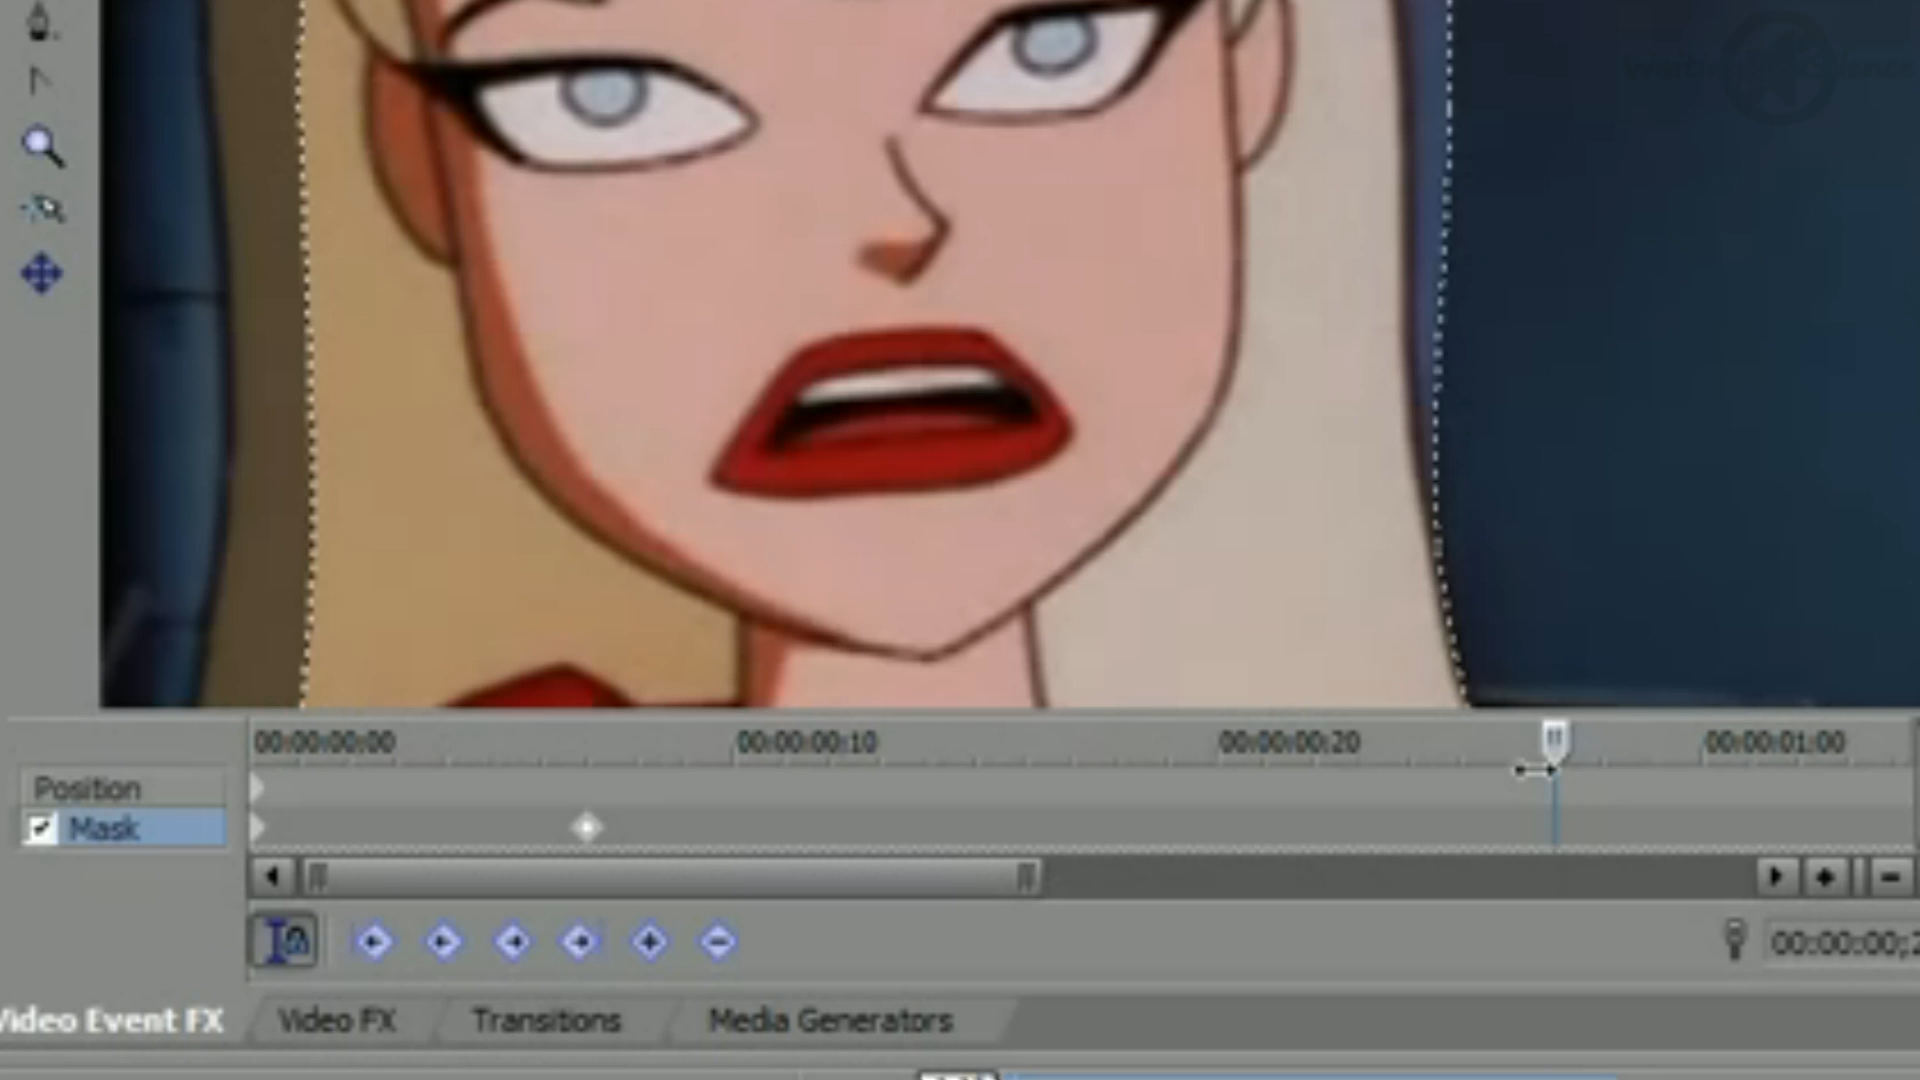 00:00:00:00 00:00:00:10 00:00:00:20 00:00:01:00
Position
Mask
00:00:00;2
Video Event FX Video FX Transitions Media Generators